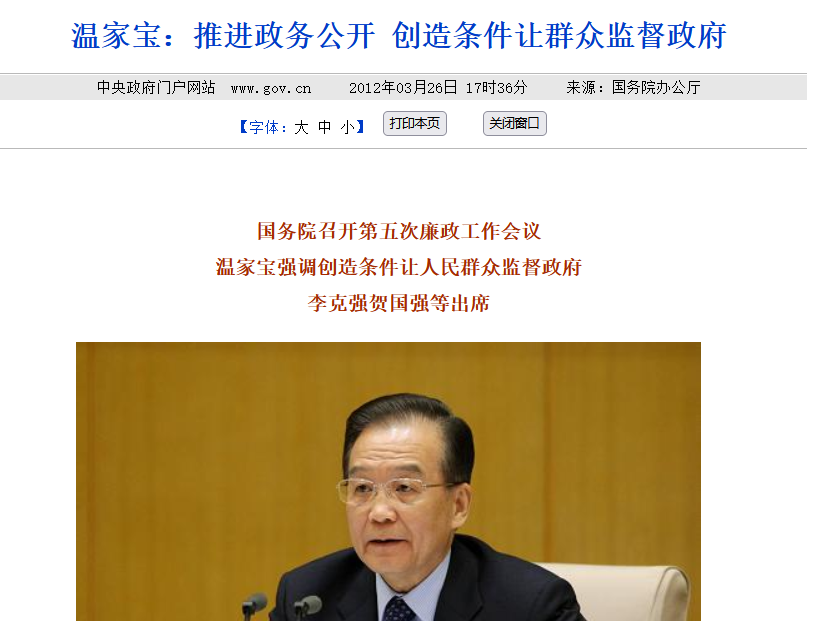 温家宝：推进政务公开 创造条件让群众监督政府
中央政府门户网站 www.gov.cn 2012年03月26日 17时36分 来源：国务院办公厅
【字体：大 中 小】 打印本页 关闭窗口
国务院召开第五次廉政工作会议
温家宝强调创造条件让人民群众监督政府
李克强贺国强等出席